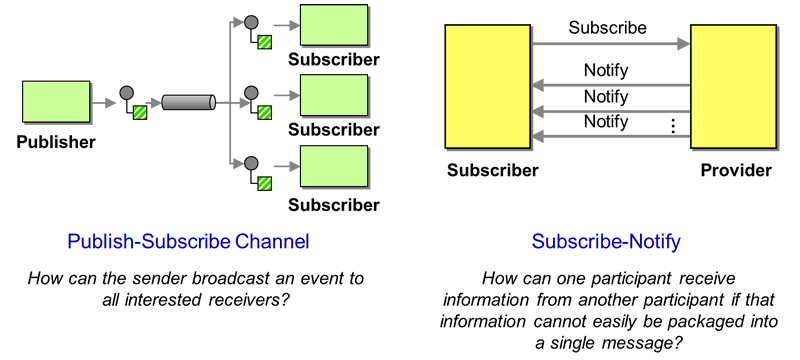 Publisher
Subscriber
Subscriber
Subscriber
Publish-Subscribe Channel
How can the sender broadcast an event to
all interested receivers?
Subscribe
Notify
Notify
Notify
Subscriber
Provider
Subscribe-Notify
How can one participant receive
information from another participant if that
information cannot easily be packaged into
a single message?